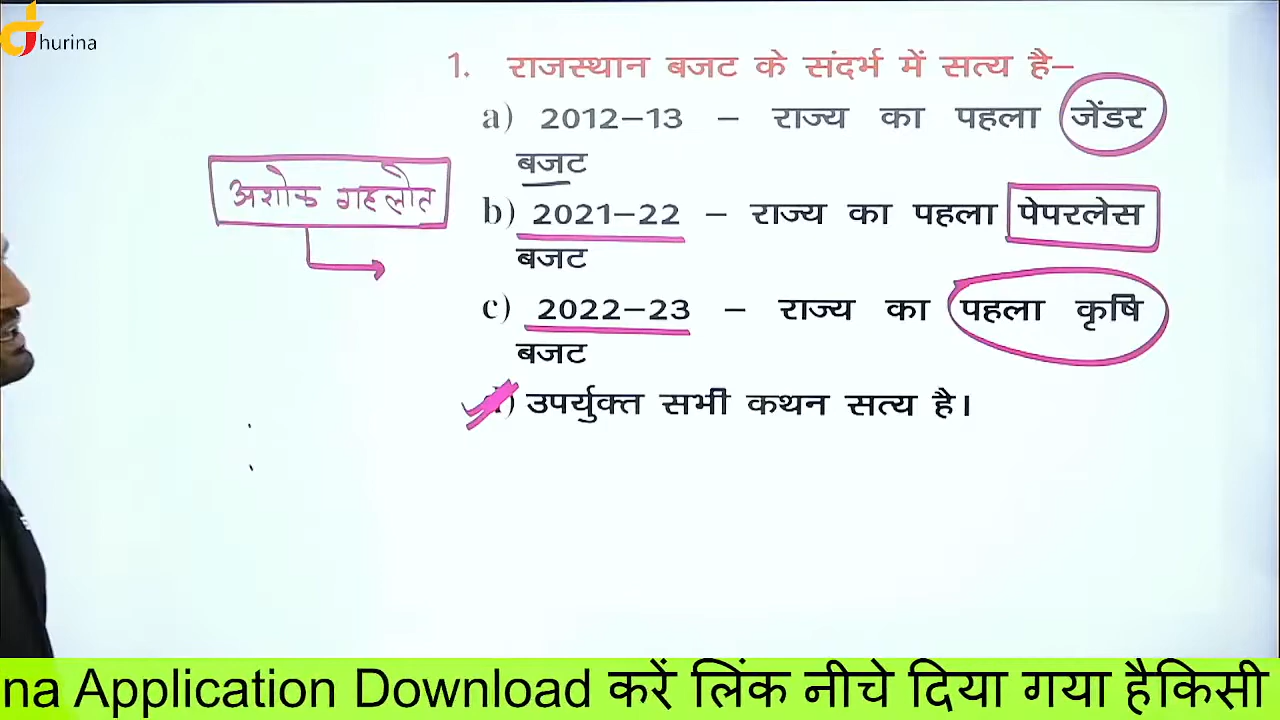 hurina
1. राजस्थान बजट के संदर्भ में सत्य है–
a) 2012–13 – राज्य का पहला जेंडर
बजट
अशोक गहलोत
b) 2021–22 – राज्य का पहला पेपरलेस
बजट
c) 2022–23 – राज्य का पहला कृषि
बजट
d) उपर्युक्त सभी कथन सत्य है।
na Application Download करें लिंक नीचे दिया गया हैकिसी